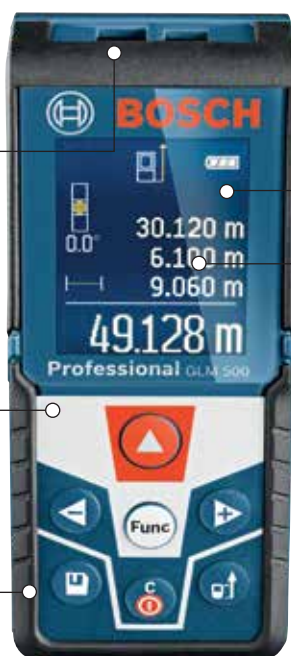 BOSCH
0.0°
30.120 m
6.100 m
9.060 m
49.128 m
Professional GLM 500
Func
C